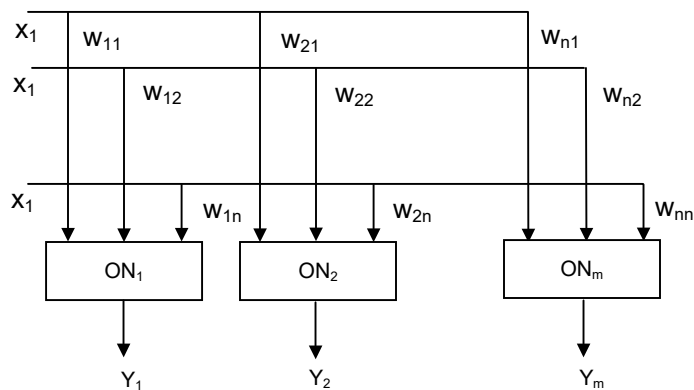 x₁
w₁₁ w₂₁ wₙ₁
x₁
w₁₂ w₂₂ wₙ₂
x₁
w₁ₙ w₂ₙ wₙₙ
ON₁ ON₂ ONₘ
Y₁ Y₂ Yₘ